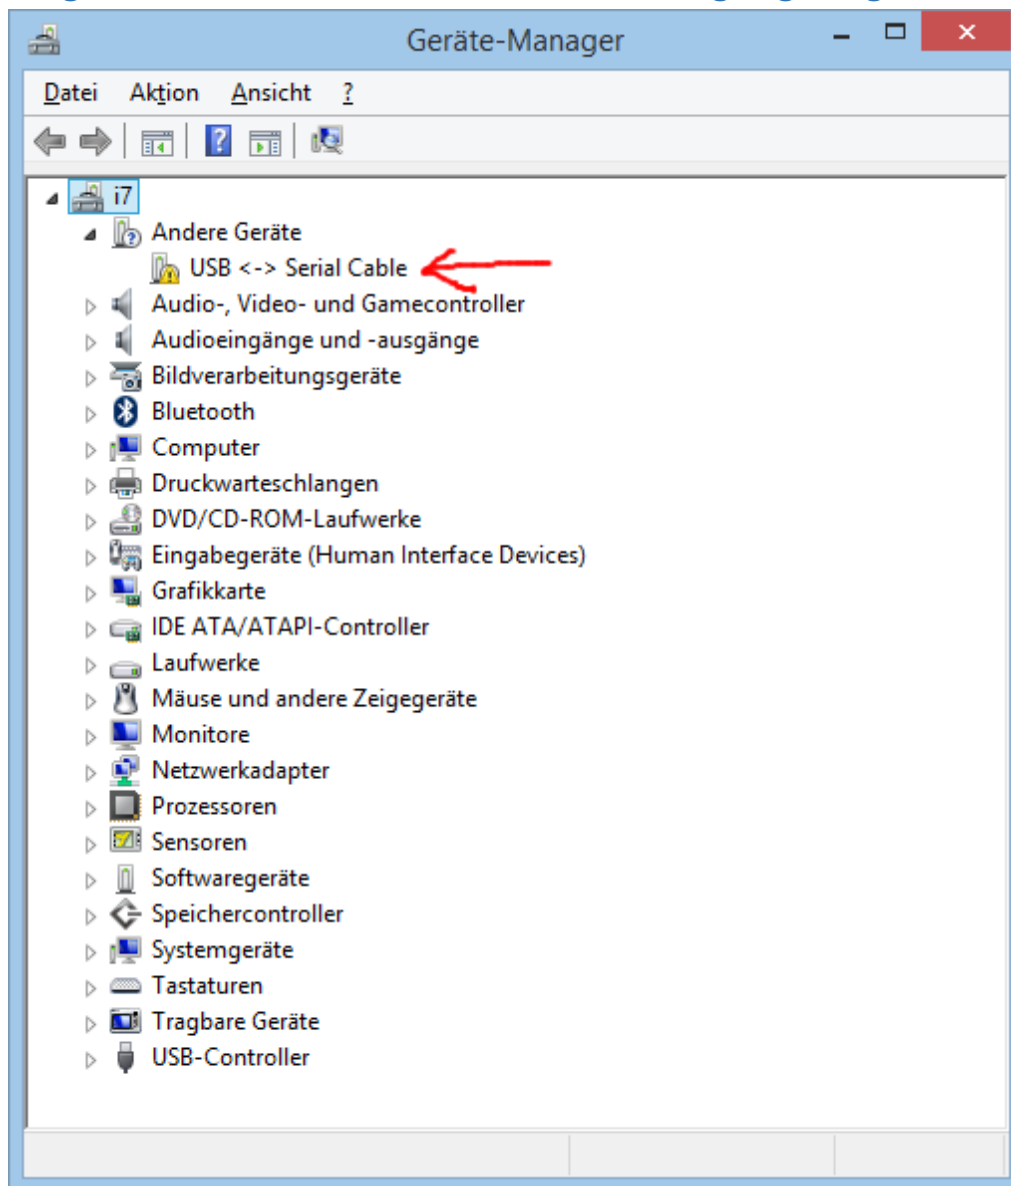 Geräte-Manager
Datei Aktion Ansicht ?
i7
Andere Geräte
USB <-> Serial Cable
Audio-, Video- und Gamecontroller
Audioeingänge und -ausgänge
Bildverarbeitungsgeräte
Bluetooth
Computer
Druckwarteschlangen
DVD/CD-ROM-Laufwerke
Eingabegeräte (Human Interface Devices)
Grafikkarte
IDE ATA/ATAPI-Controller
Laufwerke
Mäuse und andere Zeigegeräte
Monitore
Netzwerkadapter
Prozessoren
Sensoren
Softwaregeräte
Speichercontroller
Systemgeräte
Tastaturen
Tragbare Geräte
USB-Controller